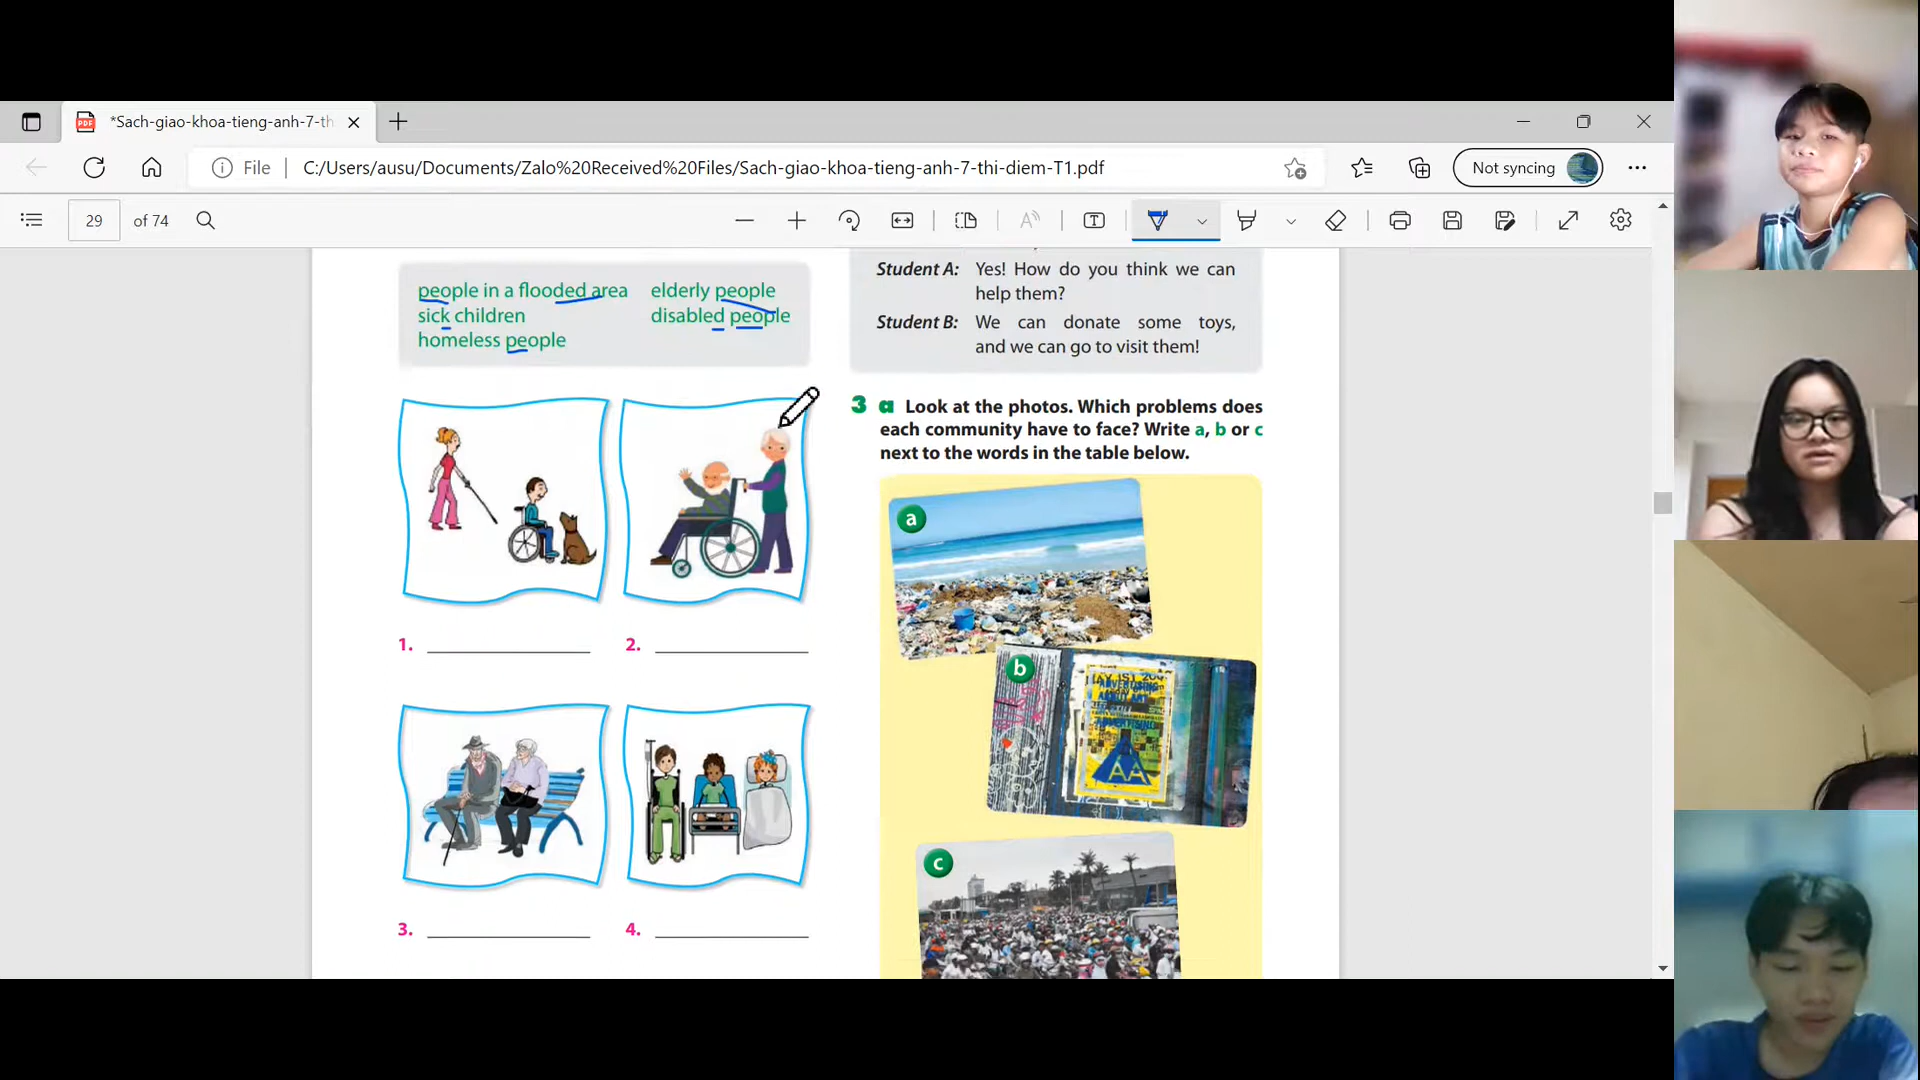 *Sach-giao-khoa-tieng-anh-7-th
File
C:/Users/ausu/Documents/Zalo%20Received%20Files/Sach-giao-khoa-tieng-anh-7-thi-diem-T1.pdf
Not syncing
29 of 74
people in a flooded area
elderly people
sick children
disabled people
homeless people
1.
2.
3.
4.
Student A: Yes! How do you think we can
help them?
Student B: We can donate some toys,
and we can go to visit them!
3 a Look at the photos. Which problems does
each community have to face? Write a, b or c
next to the words in the table below.
a
b
ADVERTISING
ADVERTISING
AA
c